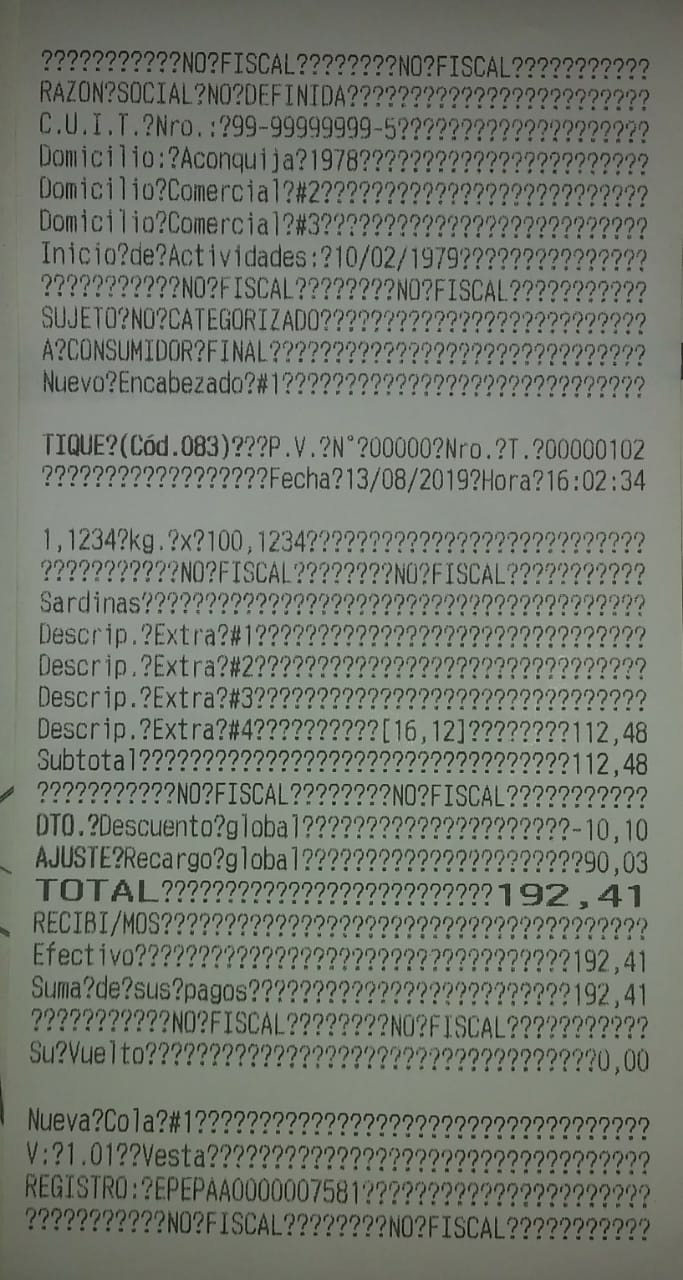 ???????????NO?FISCAL????????NO?FISCAL???????????
RAZON?SOCIAL?NO?DEFINIDA????????????????????????
C.U.I.T.?Nro.:?99-99999999-5????????????????????
Domicilio:?Aconquija?1978???????????????????????
Domicilio?Comercial?#2??????????????????????????
Domicilio?Comercial?#3??????????????????????????
Inicio?de?Actividades:?10/02/1979???????????????
???????????NO?FISCAL????????NO?FISCAL???????????
SUJETO?NO?CATEGORIZADO??????????????????????????
A?CONSUMIDOR?FINAL??????????????????????????????
Nuevo?Encabezado?#1?????????????????????????????
TIQUE?(Cód.083)???P.V.?N°?00000?Nro.?T.?00000102
??????????????????Fecha?13/08/2019?Hora?16:02:34
1,1234?kg.?x?100,1234???????????????????????????
???????????NO?FISCAL????????NO?FISCAL???????????
Sardinas????????????????????????????????????????
Descrip.?Extra?#1???????????????????????????????
Descrip.?Extra?#2???????????????????????????????
Descrip.?Extra?#3???????????????????????????????
Descrip.?Extra?#4??????????[16,12]????????112,48
Subtotal??????????????????????????????????112,48
???????????NO?FISCAL????????NO?FISCAL???????????
DTO.?Descuento?global?????????????????????-10,10
AJUSTE?Recargo?global??????????????????????90,03
TOTAL?????????????????????????192,41
RECIBI/MOS??????????????????????????????????????
Efectivo??????????????????????????????????192,41
Suma?de?sus?pagos?????????????????????????192,41
???????????NO?FISCAL????????NO?FISCAL???????????
Su?Vuelto???????????????????????????????????0,00
Nueva?Cola?#1???????????????????????????????????
V:?1.01??Vesta??????????????????????????????????
REGISTRO:?EPEPAA0000007581??????????????????????
???????????NO?FISCAL????????NO?FISCAL???????????